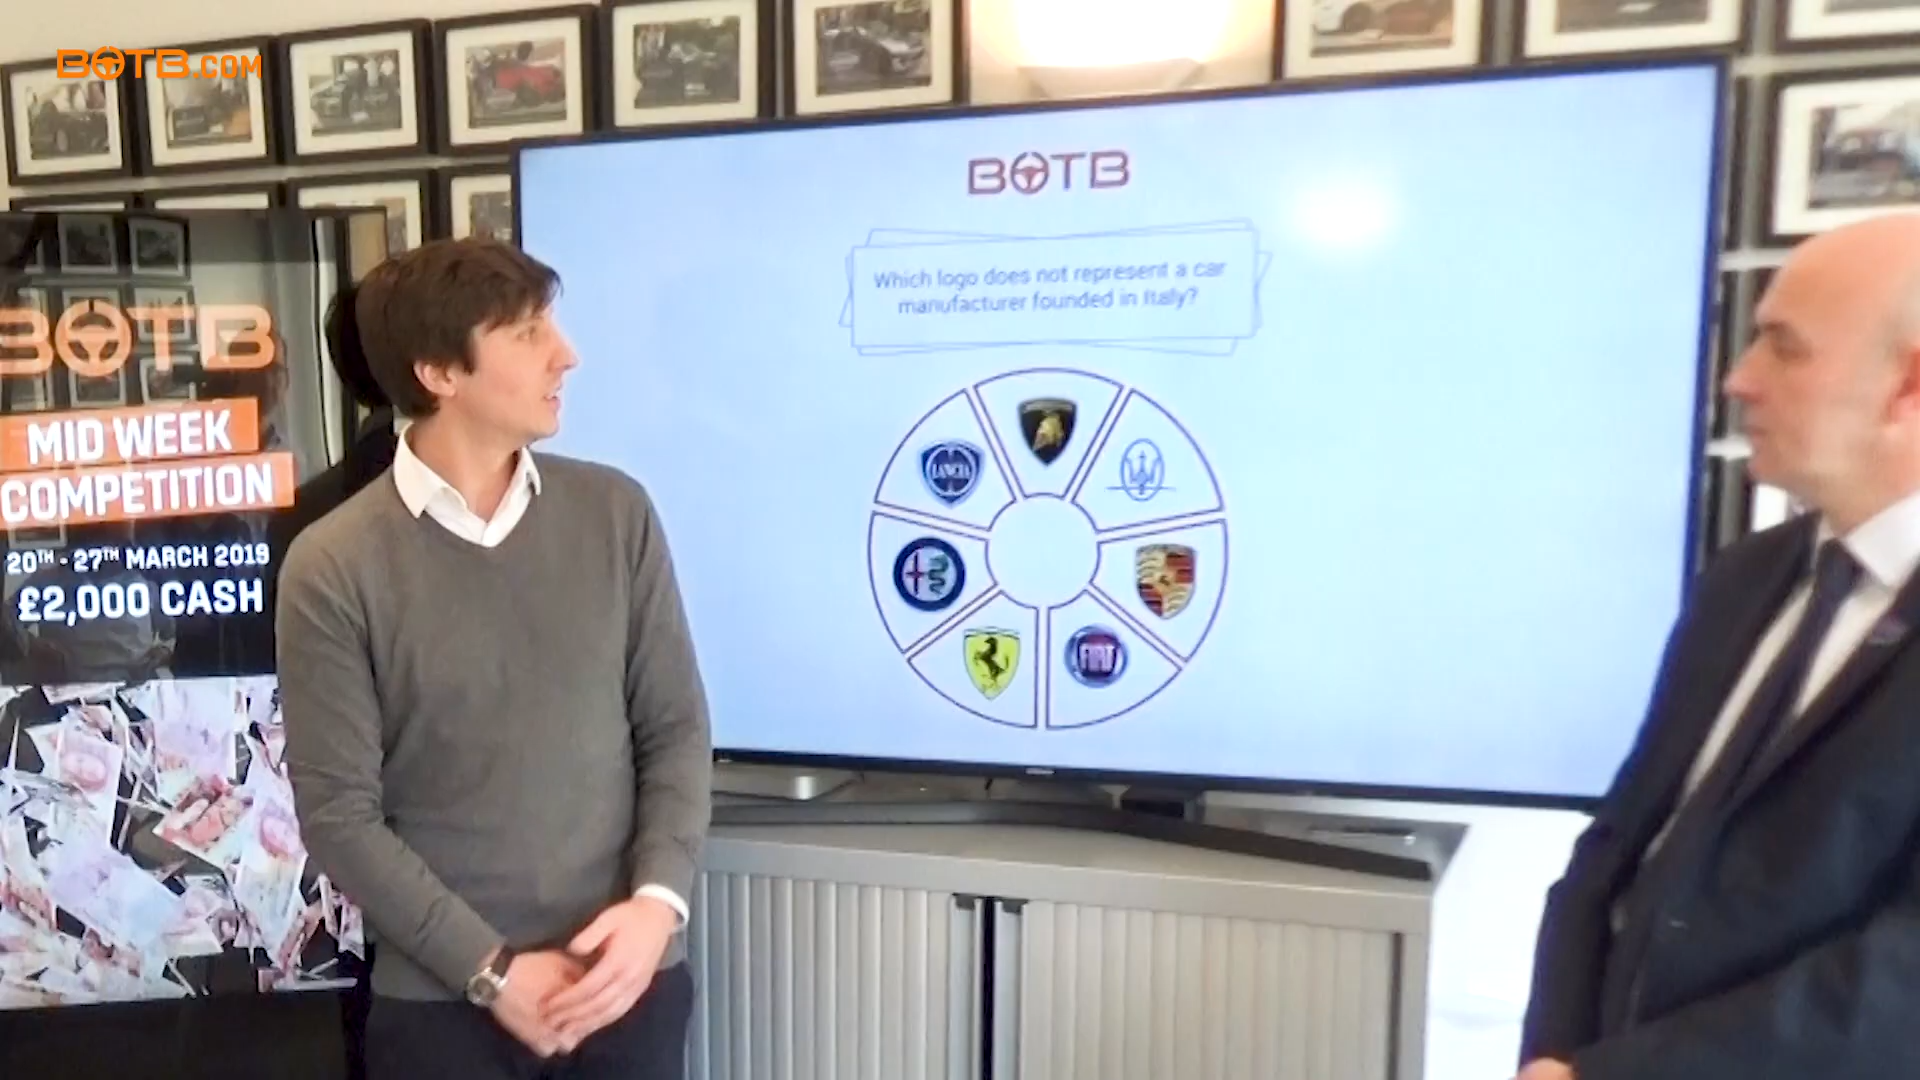 BOTB.COM
BOTB
Which logo does not represent a car
manufacturer founded in Italy?
LANCIA
FIAT
BOTB
MID WEEK
COMPETITION
20TH - 27TH MARCH 2019
£2,000 CASH